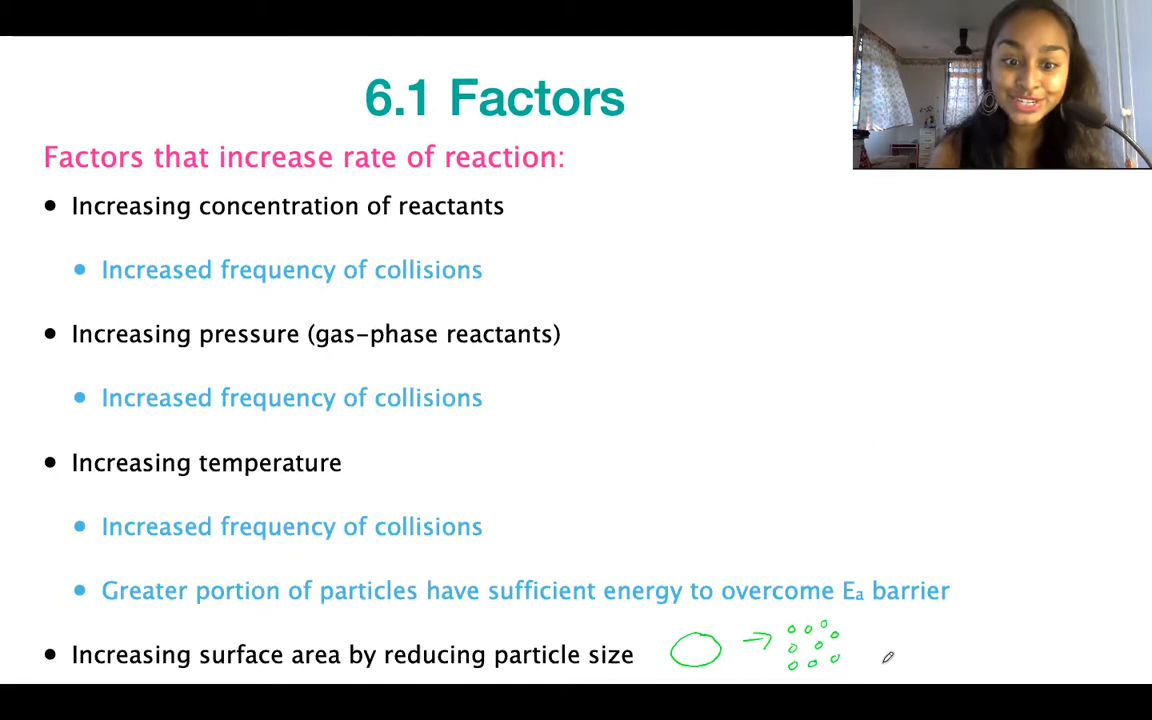 6.1 Factors
Factors that increase rate of reaction:
• Increasing concentration of reactants
• Increased frequency of collisions
• Increasing pressure (gas-phase reactants)
• Increased frequency of collisions
• Increasing temperature
• Increased frequency of collisions
• Greater portion of particles have sufficient energy to overcome Ea barrier
• Increasing surface area by reducing particle size